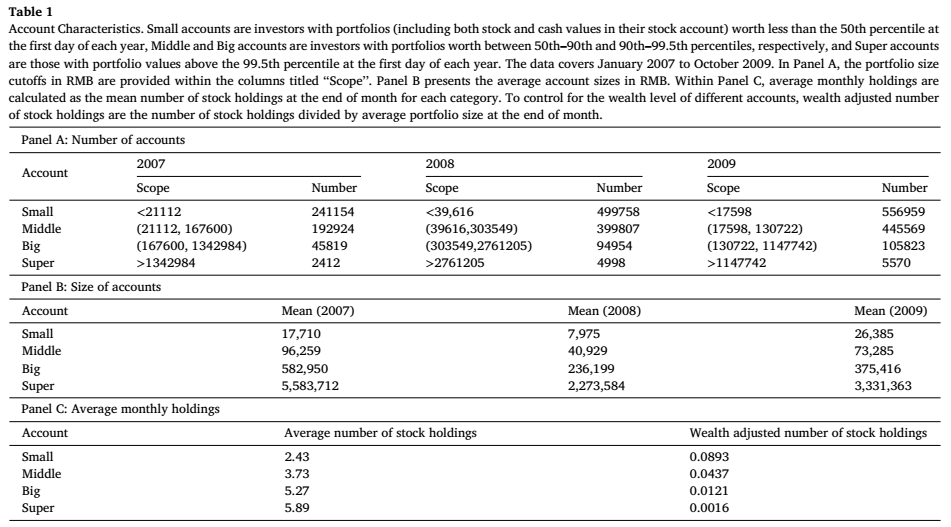 Table 1
Account Characteristics. Small accounts are investors with portfolios (including both stock and cash values in their stock account) worth less than the 50th percentile at
the first day of each year, Middle and Big accounts are investors with portfolios worth between 50th–90th and 90th–99.5th percentiles, respectively, and Super accounts
are those with portfolio values above the 99.5th percentile at the first day of each year. The data covers January 2007 to October 2009. In Panel A, the portfolio size
cutoffs in RMB are provided within the columns titled “Scope”. Panel B presents the average account sizes in RMB. Within Panel C, average monthly holdings are
calculated as the mean number of stock holdings at the end of month for each category. To control for the wealth level of different accounts, wealth adjusted number
of stock holdings are the number of stock holdings divided by average portfolio size at the end of month.
Panel A: Number of accounts
Account 2007 2008 2009
Scope Number Scope Number Scope Number
Small <21112 241154 <39,616 499758 <17598 556959
Middle (21112, 167600) 192924 (39616,303549) 399807 (17598, 130722) 445569
Big (167600, 1342984) 45819 (303549,2761205) 94954 (130722, 1147742) 105823
Super >1342984 2412 >2761205 4998 >1147742 5570
Panel B: Size of accounts
Account Mean (2007) Mean (2008) Mean (2009)
Small 17,710 7,975 26,385
Middle 96,259 40,929 73,285
Big 582,950 236,199 375,416
Super 5,583,712 2,273,584 3,331,363
Panel C: Average monthly holdings
Account Average number of stock holdings Wealth adjusted number of stock holdings
Small 2.43 0.0893
Middle 3.73 0.0437
Big 5.27 0.0121
Super 5.89 0.0016